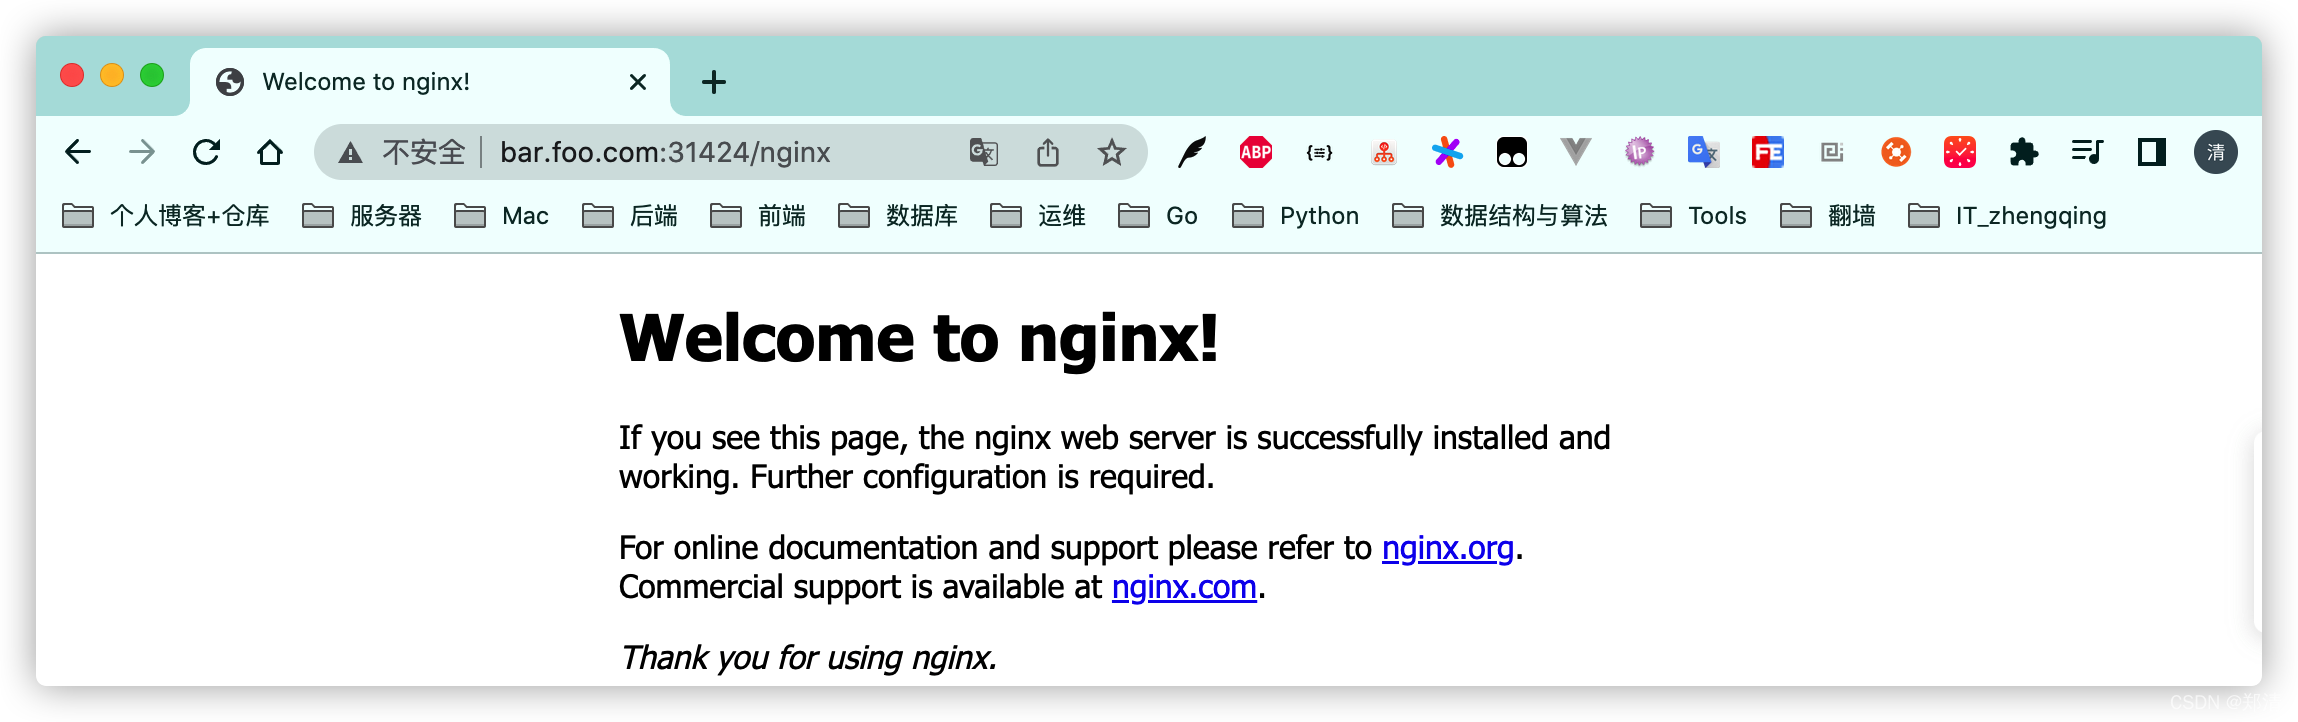 Welcome to nginx!
不安全 bar.foo.com:31424/nginx
ABP
清
个人博客+仓库 服务器 Mac 后端 前端 数据库 运维 Go Python 数据结构与算法 Tools 翻墙 IT_zhengqing
Welcome to nginx!
If you see this page, the nginx web server is successfully installed and
working. Further configuration is required.
For online documentation and support please refer to nginx.org.
Commercial support is available at nginx.com.
Thank you for using nginx.